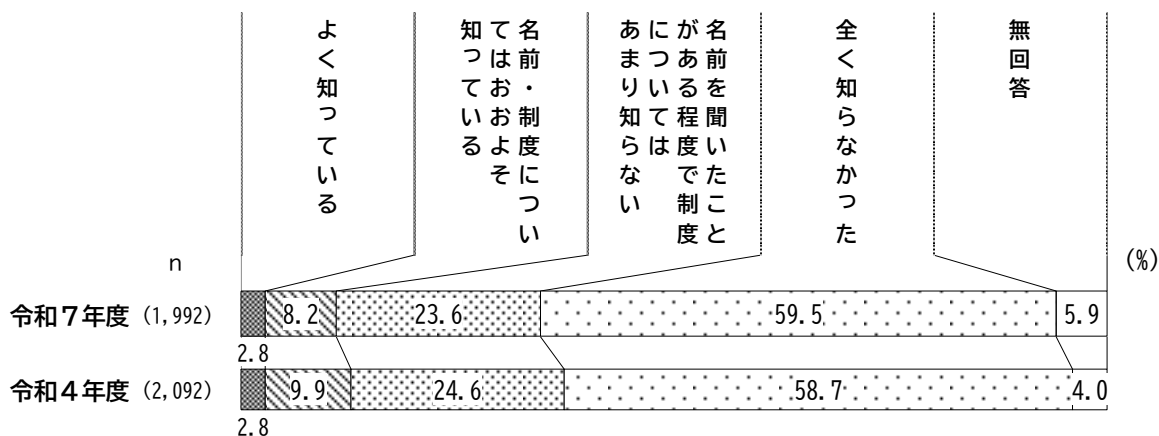 よく知っている
名前・制度につい
てはおおよそ
知っている
名前を聞いたこと
がある程度で制度
については
あまり知らない
全く知らなかった
無回答
n
(%)
令和7年度 (1,992)
8.2
23.6
59.5
5.9
2.8
令和4年度 (2,092)
9.9
24.6
58.7
4.0
2.8